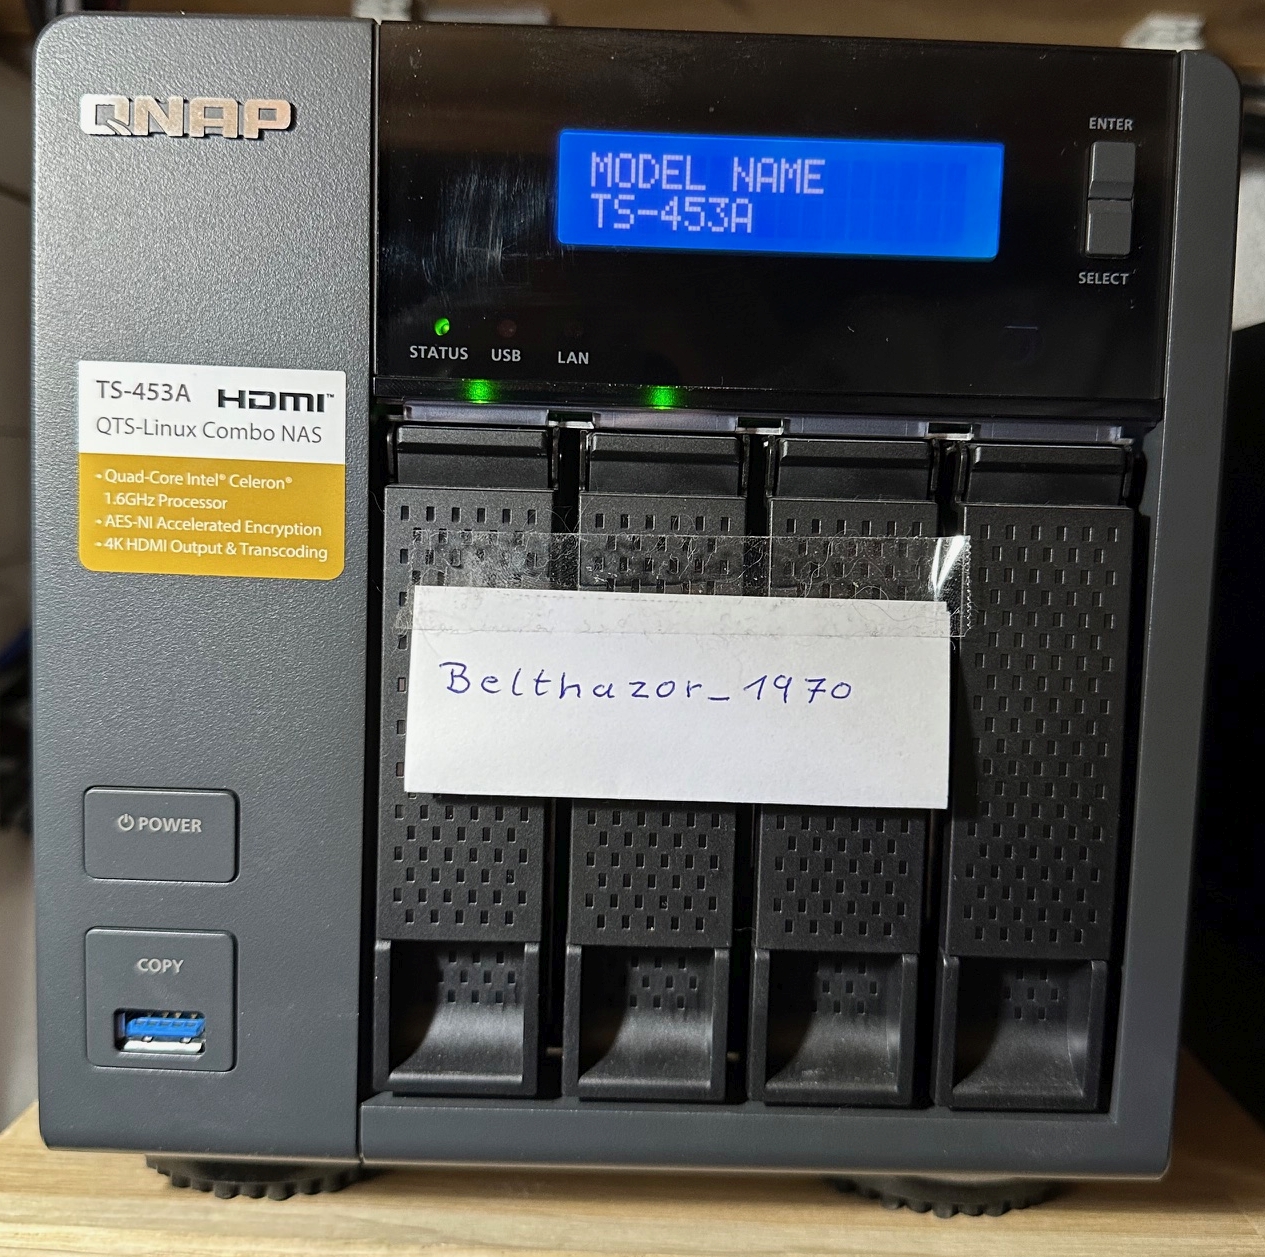 QNAP
MODEL NAME
TS-453A
ENTER
SELECT
STATUS USB LAN
TS-453A HDMI™
QTS-Linux Combo NAS
- Quad-Core Intel® Celeron®
1.6GHz Processor
- AES-NI Accelerated Encryption
- 4K HDMI Output & Transcoding
Belthazor_1970
POWER
COPY